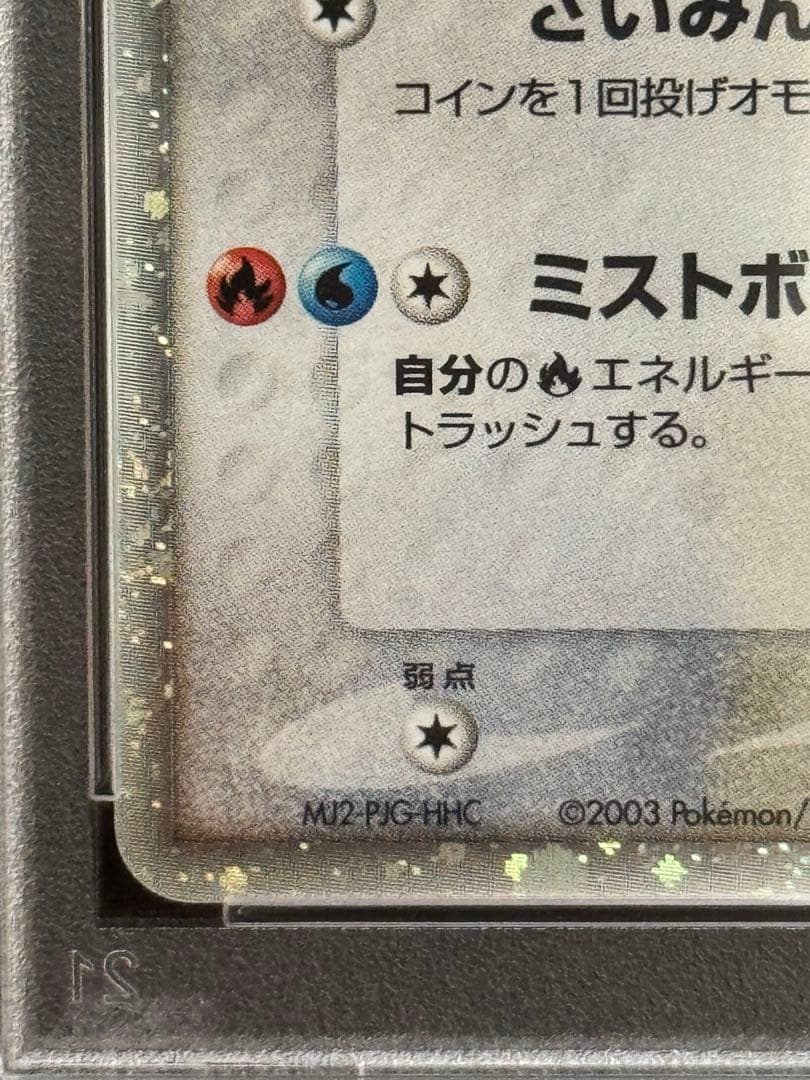 さいみん
コインを1回投げオモ
ミストボ
自分のエネルギー
トラッシュする。
弱点
MJ2-PJG-HHC ©2003 Pokémon/
21